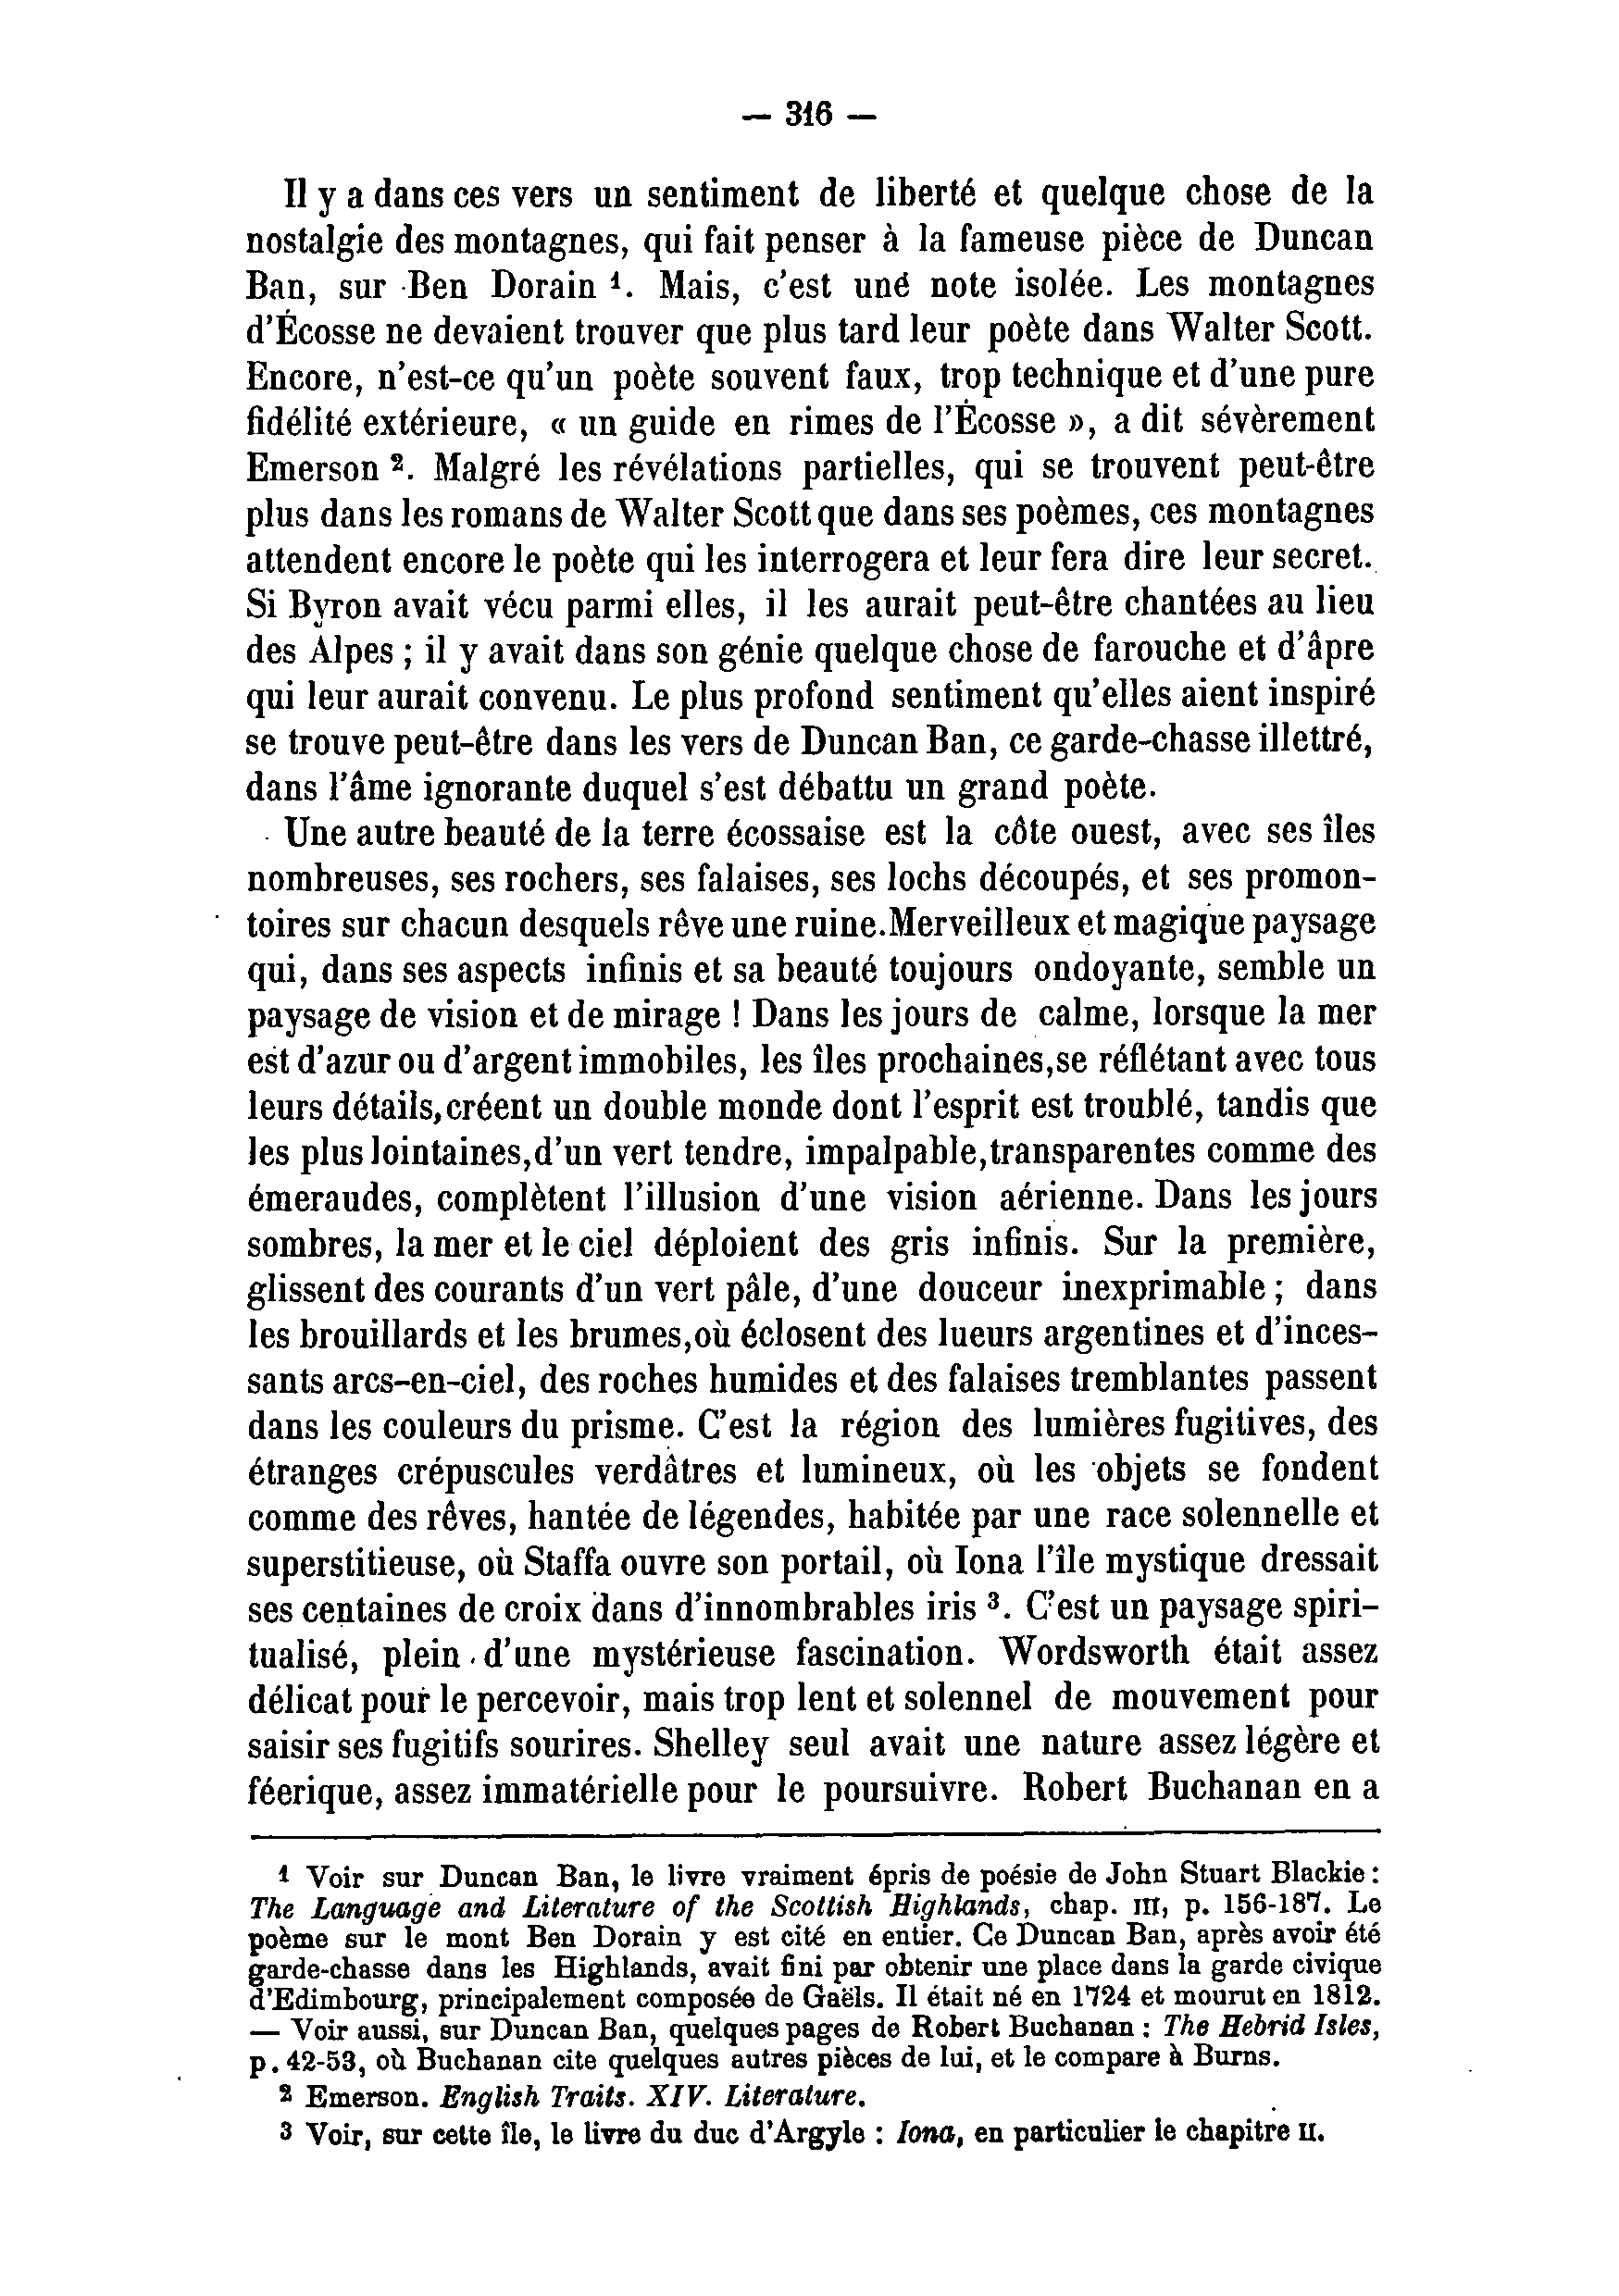 — 316 —
Il y a dans ces vers un sentiment de liberté et quelque chose de la
nostalgie des montagnes, qui fait penser à la fameuse pièce de Duncan
Ban, sur Ben Dorain ¹. Mais, c'est une note isolée. Les montagnes
d'Écosse ne devaient trouver que plus tard leur poète dans Walter Scott.
Encore, n'est-ce qu'un poète souvent faux, trop technique et d'une pure
fidélité extérieure, « un guide en rimes de l'Écosse », a dit sévèrement
Emerson ². Malgré les révélations partielles, qui se trouvent peut-être
plus dans les romans de Walter Scott que dans ses poèmes, ces montagnes
attendent encore le poète qui les interrogera et leur fera dire leur secret.
Si Byron avait vécu parmi elles, il les aurait peut-être chantées au lieu
des Alpes ; il y avait dans son génie quelque chose de farouche et d'âpre
qui leur aurait convenu. Le plus profond sentiment qu'elles aient inspiré
se trouve peut-être dans les vers de Duncan Ban, ce garde-chasse illettré,
dans l'âme ignorante duquel s'est débattu un grand poète.
Une autre beauté de la terre écossaise est la côte ouest, avec ses îles
nombreuses, ses rochers, ses falaises, ses lochs découpés, et ses promon-
toires sur chacun desquels rêve une ruine. Merveilleux et magique paysage
qui, dans ses aspects infinis et sa beauté toujours ondoyante, semble un
paysage de vision et de mirage ! Dans les jours de calme, lorsque la mer
est d'azur ou d'argent immobiles, les îles prochaines, se réflétant avec tous
leurs détails, créent un double monde dont l'esprit est troublé, tandis que
les plus lointaines, d'un vert tendre, impalpable, transparentes comme des
émeraudes, complètent l'illusion d'une vision aérienne. Dans les jours
sombres, la mer et le ciel déploient des gris infinis. Sur la première,
glissent des courants d'un vert pâle, d'une douceur inexprimable ; dans
les brouillards et les brumes, où éclosent des lueurs argentines et d'inces-
sants arcs-en-ciel, des roches humides et des falaises tremblantes passent
dans les couleurs du prisme. C'est la région des lumières fugitives, des
étranges crépuscules verdâtres et lumineux, où les objets se fondent
comme des rêves, hantée de légendes, habitée par une race solennelle et
superstitieuse, où Staffa ouvre son portail, où Iona l'île mystique dressait
ses centaines de croix dans d'innombrables iris ³. C'est un paysage spiri-
tualisé, plein d'une mystérieuse fascination. Wordsworth était assez
délicat pour le percevoir, mais trop lent et solennel de mouvement pour
saisir ses fugitifs sourires. Shelley seul avait une nature assez légère et
féerique, assez immatérielle pour le poursuivre. Robert Buchanan en a
¹ Voir sur Duncan Ban, le livre vraiment épris de poésie de John Stuart Blackie :
The Language and Literature of the Scottish Highlands, chap. III, p. 156-187. Le
poème sur le mont Ben Dorain y est cité en entier. Ce Duncan Ban, après avoir été
garde-chasse dans les Highlands, avait fini par obtenir une place dans la garde civique
d'Edimbourg, principalement composée de Gaëls. Il était né en 1724 et mourut en 1812.
— Voir aussi, sur Duncan Ban, quelques pages de Robert Buchanan : The Hebrid Isles,
p. 42-53, où Buchanan cite quelques autres pièces de lui, et le compare à Burns.
² Emerson. English Traits. XIV. Literature.
³ Voir, sur cette île, le livre du duc d'Argyle : Iona, en particulier le chapitre II.